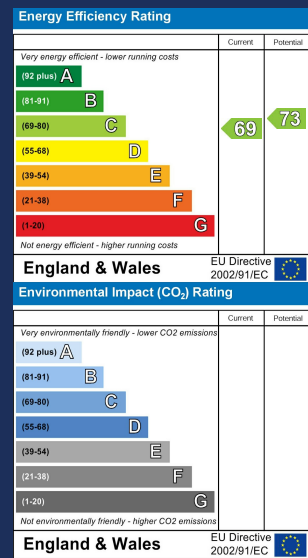 Energy Efficiency Rating
Current Potential
Very energy efficient - lower running costs
(92 plus) A
(81-91) B
(69-80) C
(55-68) D
(39-54) E
(21-38) F
(1-20) G
69 73
Not energy efficient - higher running costs
England & Wales
EU Directive
2002/91/EC
Environmental Impact (CO₂) Rating
Current Potential
Very environmentally friendly - lower CO2 emissions
(92 plus) A
(81-91) B
(69-80) C
(55-68) D
(39-54) E
(21-38) F
(1-20) G
Not environmentally friendly - higher CO2 emissions
England & Wales
EU Directive
2002/91/EC